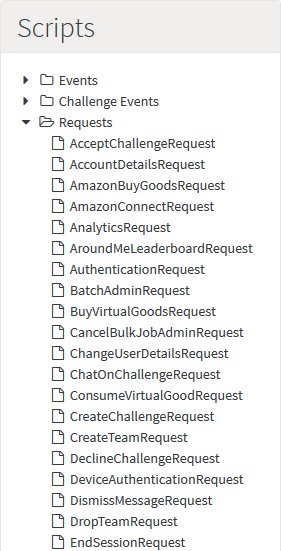 Scripts
Events
Challenge Events
Requests
AcceptChallengeRequest
AccountDetailsRequest
AmazonBuyGoodsRequest
AmazonConnectRequest
AnalyticsRequest
AroundMeLeaderboardRequest
AuthenticationRequest
BatchAdminRequest
BuyVirtualGoodsRequest
CancelBulkJobAdminRequest
ChangeUserDetailsRequest
ChatOnChallengeRequest
ConsumeVirtualGoodRequest
CreateChallengeRequest
CreateTeamRequest
DeclineChallengeRequest
DeviceAuthenticationRequest
DismissMessageRequest
DropTeamRequest
EndSessionRequest